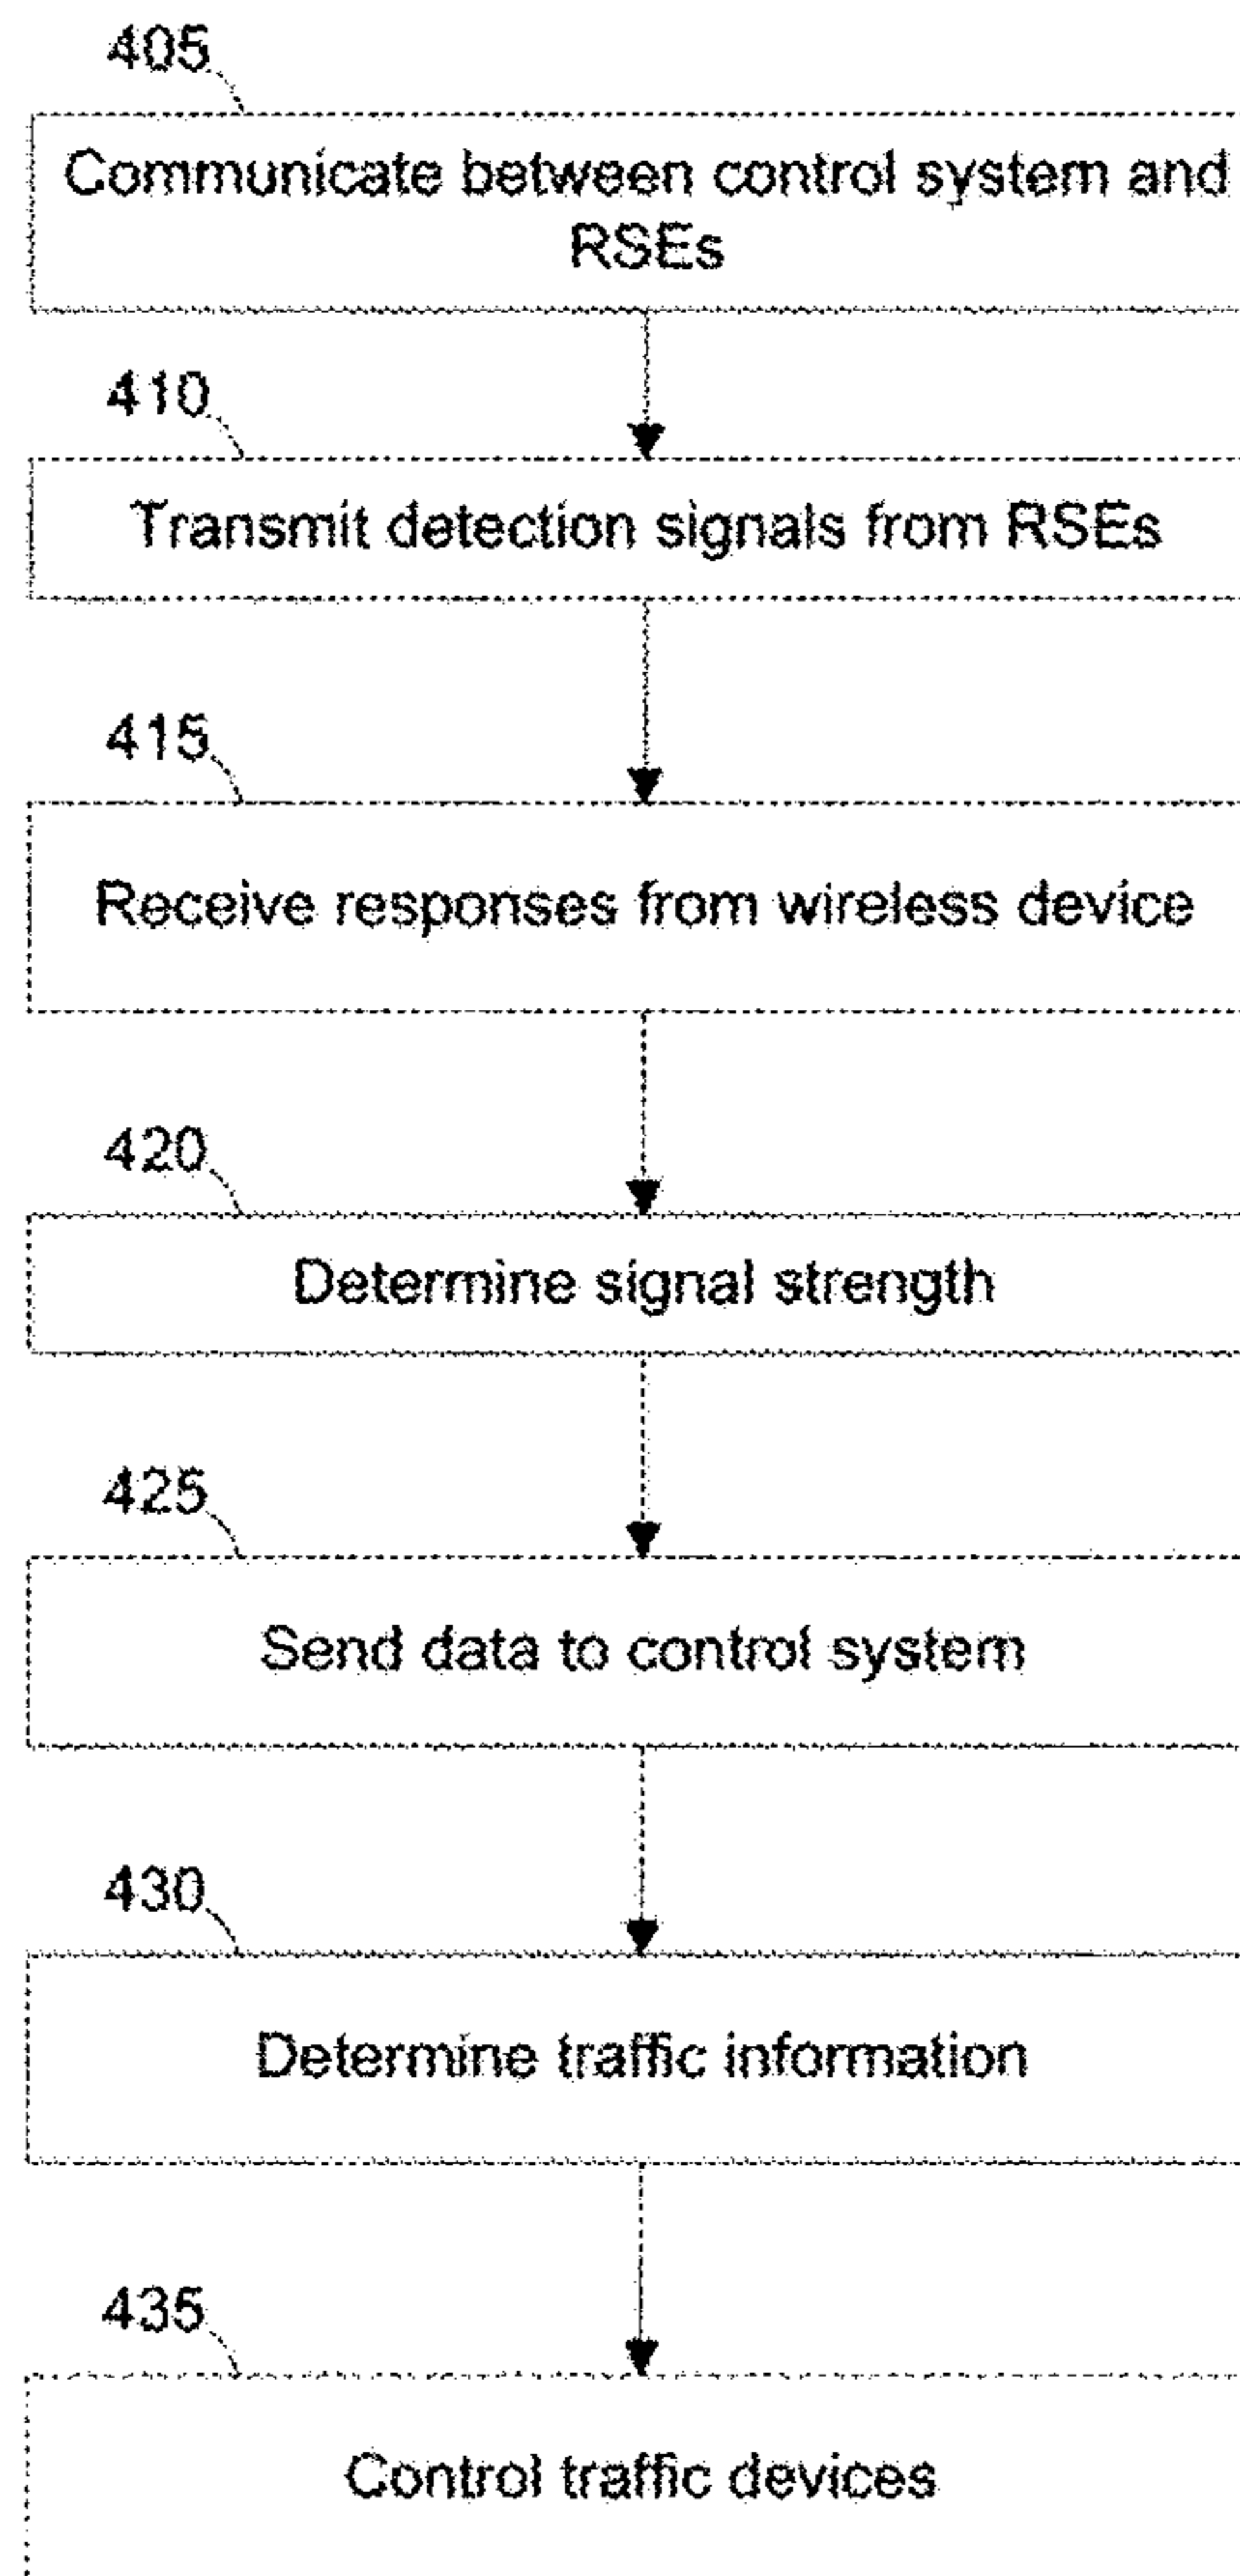 405
Communicate between control system and
RSEs
410
Transmit detection signals from RSEs
415
Receive responses from wireless device
420
Determine signal strength
425
Send data to control system
430
Determine traffic information
435
Control traffic devices